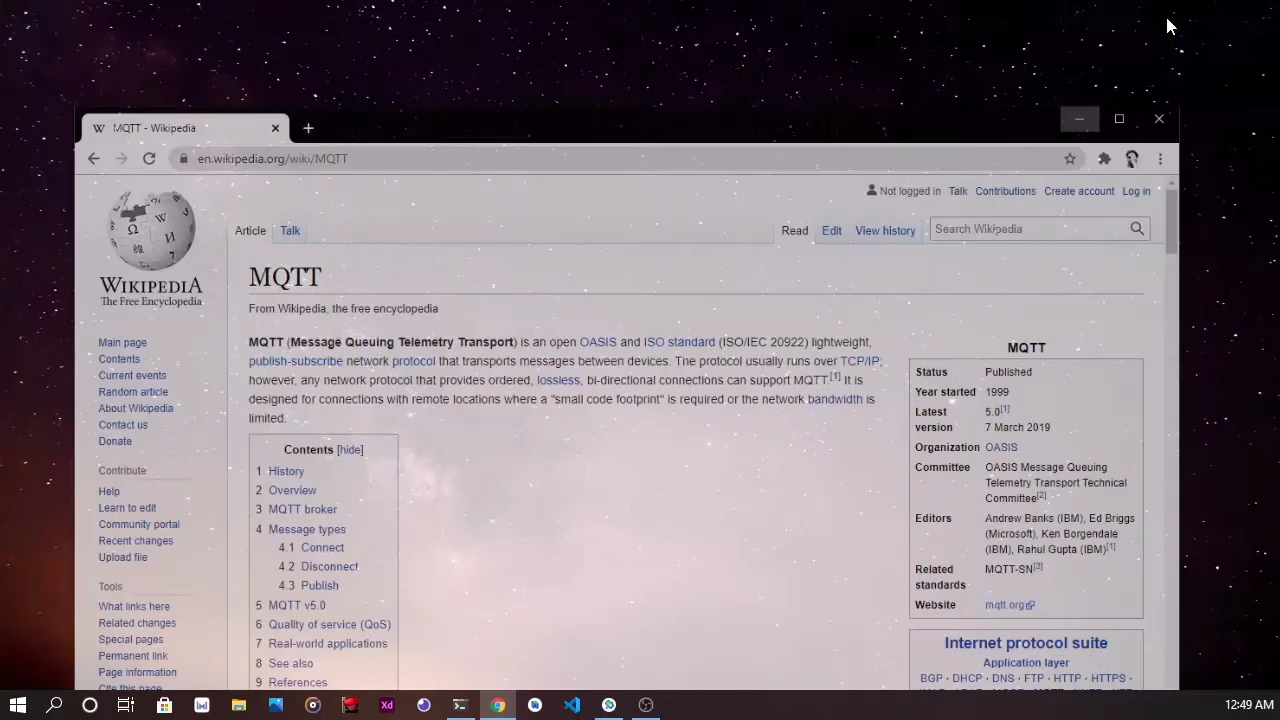 MQTT - Wikipedia
en.wikipedia.org/wiki/MQTT
Not logged in Talk Contributions Create account Log in
Article Talk Read Edit View history Search Wikipedia
WIKIPEDIA
The Free Encyclopedia
Main page
Contents
Current events
Random article
About Wikipedia
Contact us
Donate
Contribute
Help
Learn to edit
Community portal
Recent changes
Upload file
Tools
What links here
Related changes
Special pages
Permanent link
Page information
Cite this page
MQTT
From Wikipedia, the free encyclopedia
MQTT (Message Queuing Telemetry Transport) is an open OASIS and ISO standard (ISO/IEC 20922) lightweight,
publish-subscribe network protocol that transports messages between devices. The protocol usually runs over TCP/IP;
however, any network protocol that provides ordered, lossless, bi-directional connections can support MQTT.[1] It is
designed for connections with remote locations where a "small code footprint" is required or the network bandwidth is
limited.
Contents [hide]
1 History
2 Overview
3 MQTT broker
4 Message types
4.1 Connect
4.2 Disconnect
4.3 Publish
5 MQTT v5.0
6 Quality of service (QoS)
7 Real-world applications
8 See also
9 References
MQTT
Status Published
Year started 1999
Latest version 5.0[1]
7 March 2019
Organization OASIS
Committee OASIS Message Queuing
Telemetry Transport Technical
Committee[2]
Editors Andrew Banks (IBM), Ed Briggs
(Microsoft), Ken Borgendale
(IBM), Rahul Gupta (IBM)[1]
Related standards MQTT-SN[3]
Website mqtt.org
Internet protocol suite
Application layer
BGP · DHCP · DNS · FTP · HTTP · HTTPS ·
Xd
12:49 AM